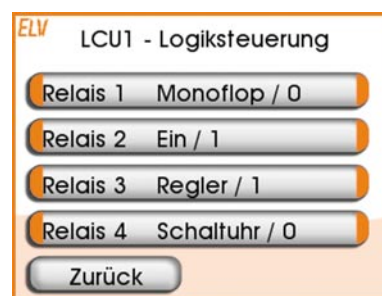 ELV
LCU1 - Logiksteuerung
Relais 1 Monoflop / 0
Relais 2 Ein / 1
Relais 3 Regler / 1
Relais 4 Schaltuhr / 0
Zurück